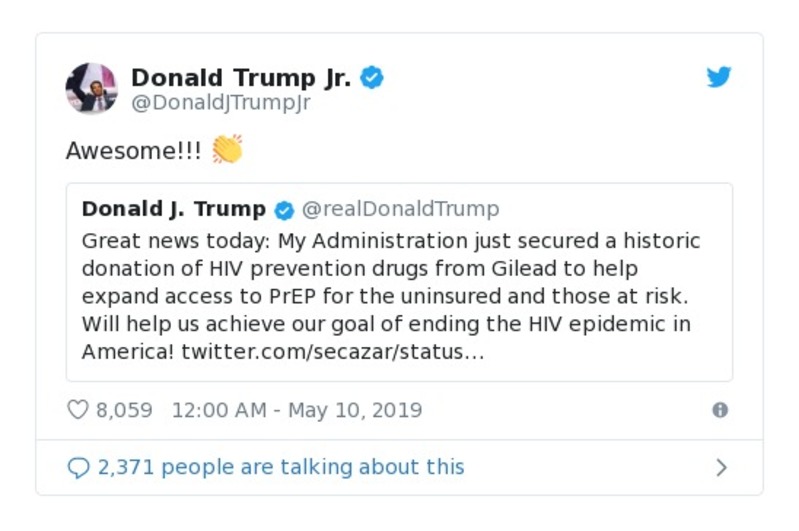 Donald Trump Jr.
@DonaldJTrumpJr
Awesome!!! 👏
Donald J. Trump @realDonaldTrump
Great news today: My Administration just secured a historic
donation of HIV prevention drugs from Gilead to help
expand access to PrEP for the uninsured and those at risk.
Will help us achieve our goal of ending the HIV epidemic in
America! twitter.com/secazar/status…
8,059 12:00 AM - May 10, 2019
2,371 people are talking about this